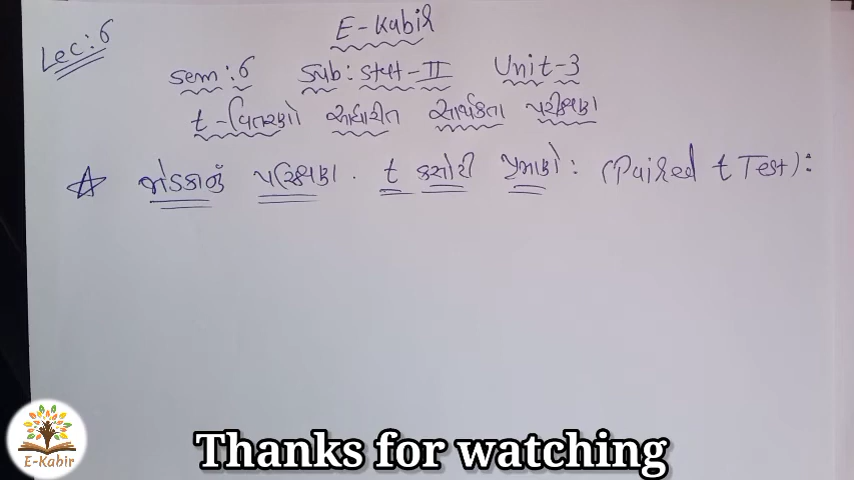 Lec: 6
E-Kabir
Sem: 6 Sub: સ્ટેટ-II Unit-3
t-વિતરણો આધારીત સાર્થકતા પરીક્ષણ
જોડકાનું પરિક્ષણ. t કસોટી પ્રમાણે: (Paired t Test):
E-Kabir
Thanks for watching